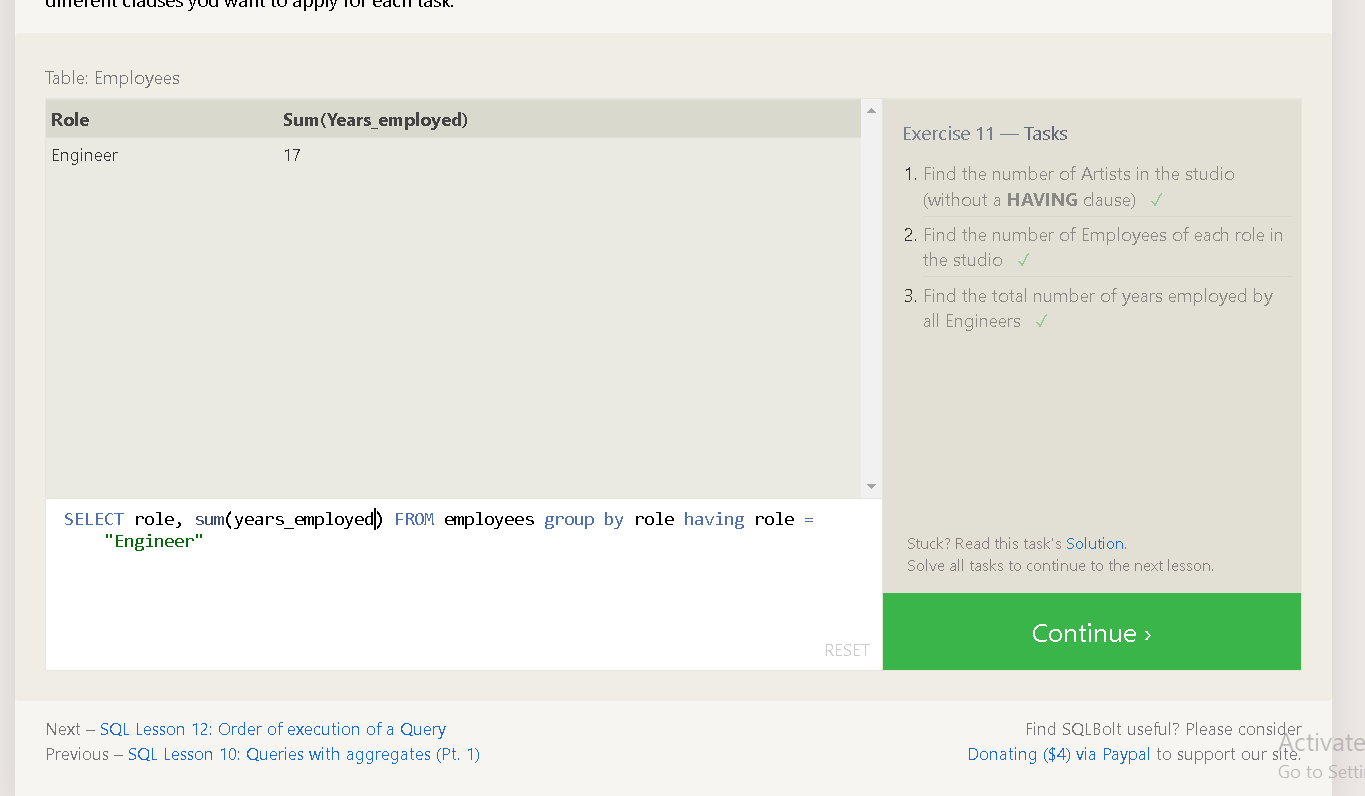 different clauses you want to apply for each task.
Table: Employees
Role Sum(Years_employed)
Engineer 17
Exercise 11 — Tasks
1. Find the number of Artists in the studio
(without a HAVING clause) ✓
2. Find the number of Employees of each role in
the studio ✓
3. Find the total number of years employed by
all Engineers ✓
SELECT role, sum(years_employed) FROM employees group by role having role =
"Engineer"
RESET
Stuck? Read this task's Solution.
Solve all tasks to continue to the next lesson.
Continue ›
Next – SQL Lesson 12: Order of execution of a Query
Previous – SQL Lesson 10: Queries with aggregates (Pt. 1)
Find SQLBolt useful? Please consider
Donating ($4) via Paypal to support our site.
Activate
Go to Setti